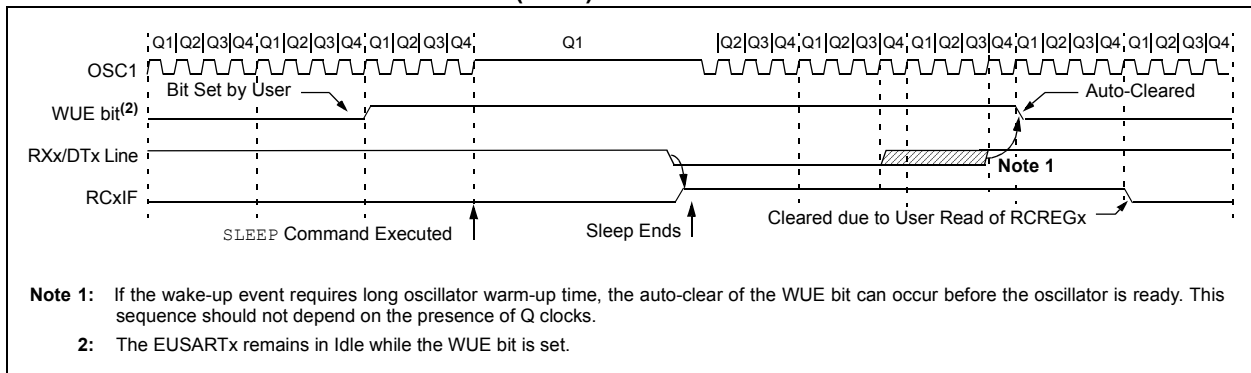 Q1 Q2 Q3 Q4 Q1 Q2 Q3 Q4 Q1 Q2 Q3 Q4 Q1 Q2 Q3 Q4 Q1 Q2 Q3 Q4 Q1 Q2 Q3 Q4 Q1 Q2 Q3 Q4 Q1 Q2 Q3 Q4
OSC1
Bit Set by User
Auto-Cleared
WUE bit(2)
RXx/DTx Line
Note 1
RCxIF
Cleared due to User Read of RCREGx
SLEEP Command Executed
Sleep Ends
Note 1: If the wake-up event requires long oscillator warm-up time, the auto-clear of the WUE bit can occur before the oscillator is ready. This
sequence should not depend on the presence of Q clocks.
2: The EUSARTx remains in Idle while the WUE bit is set.